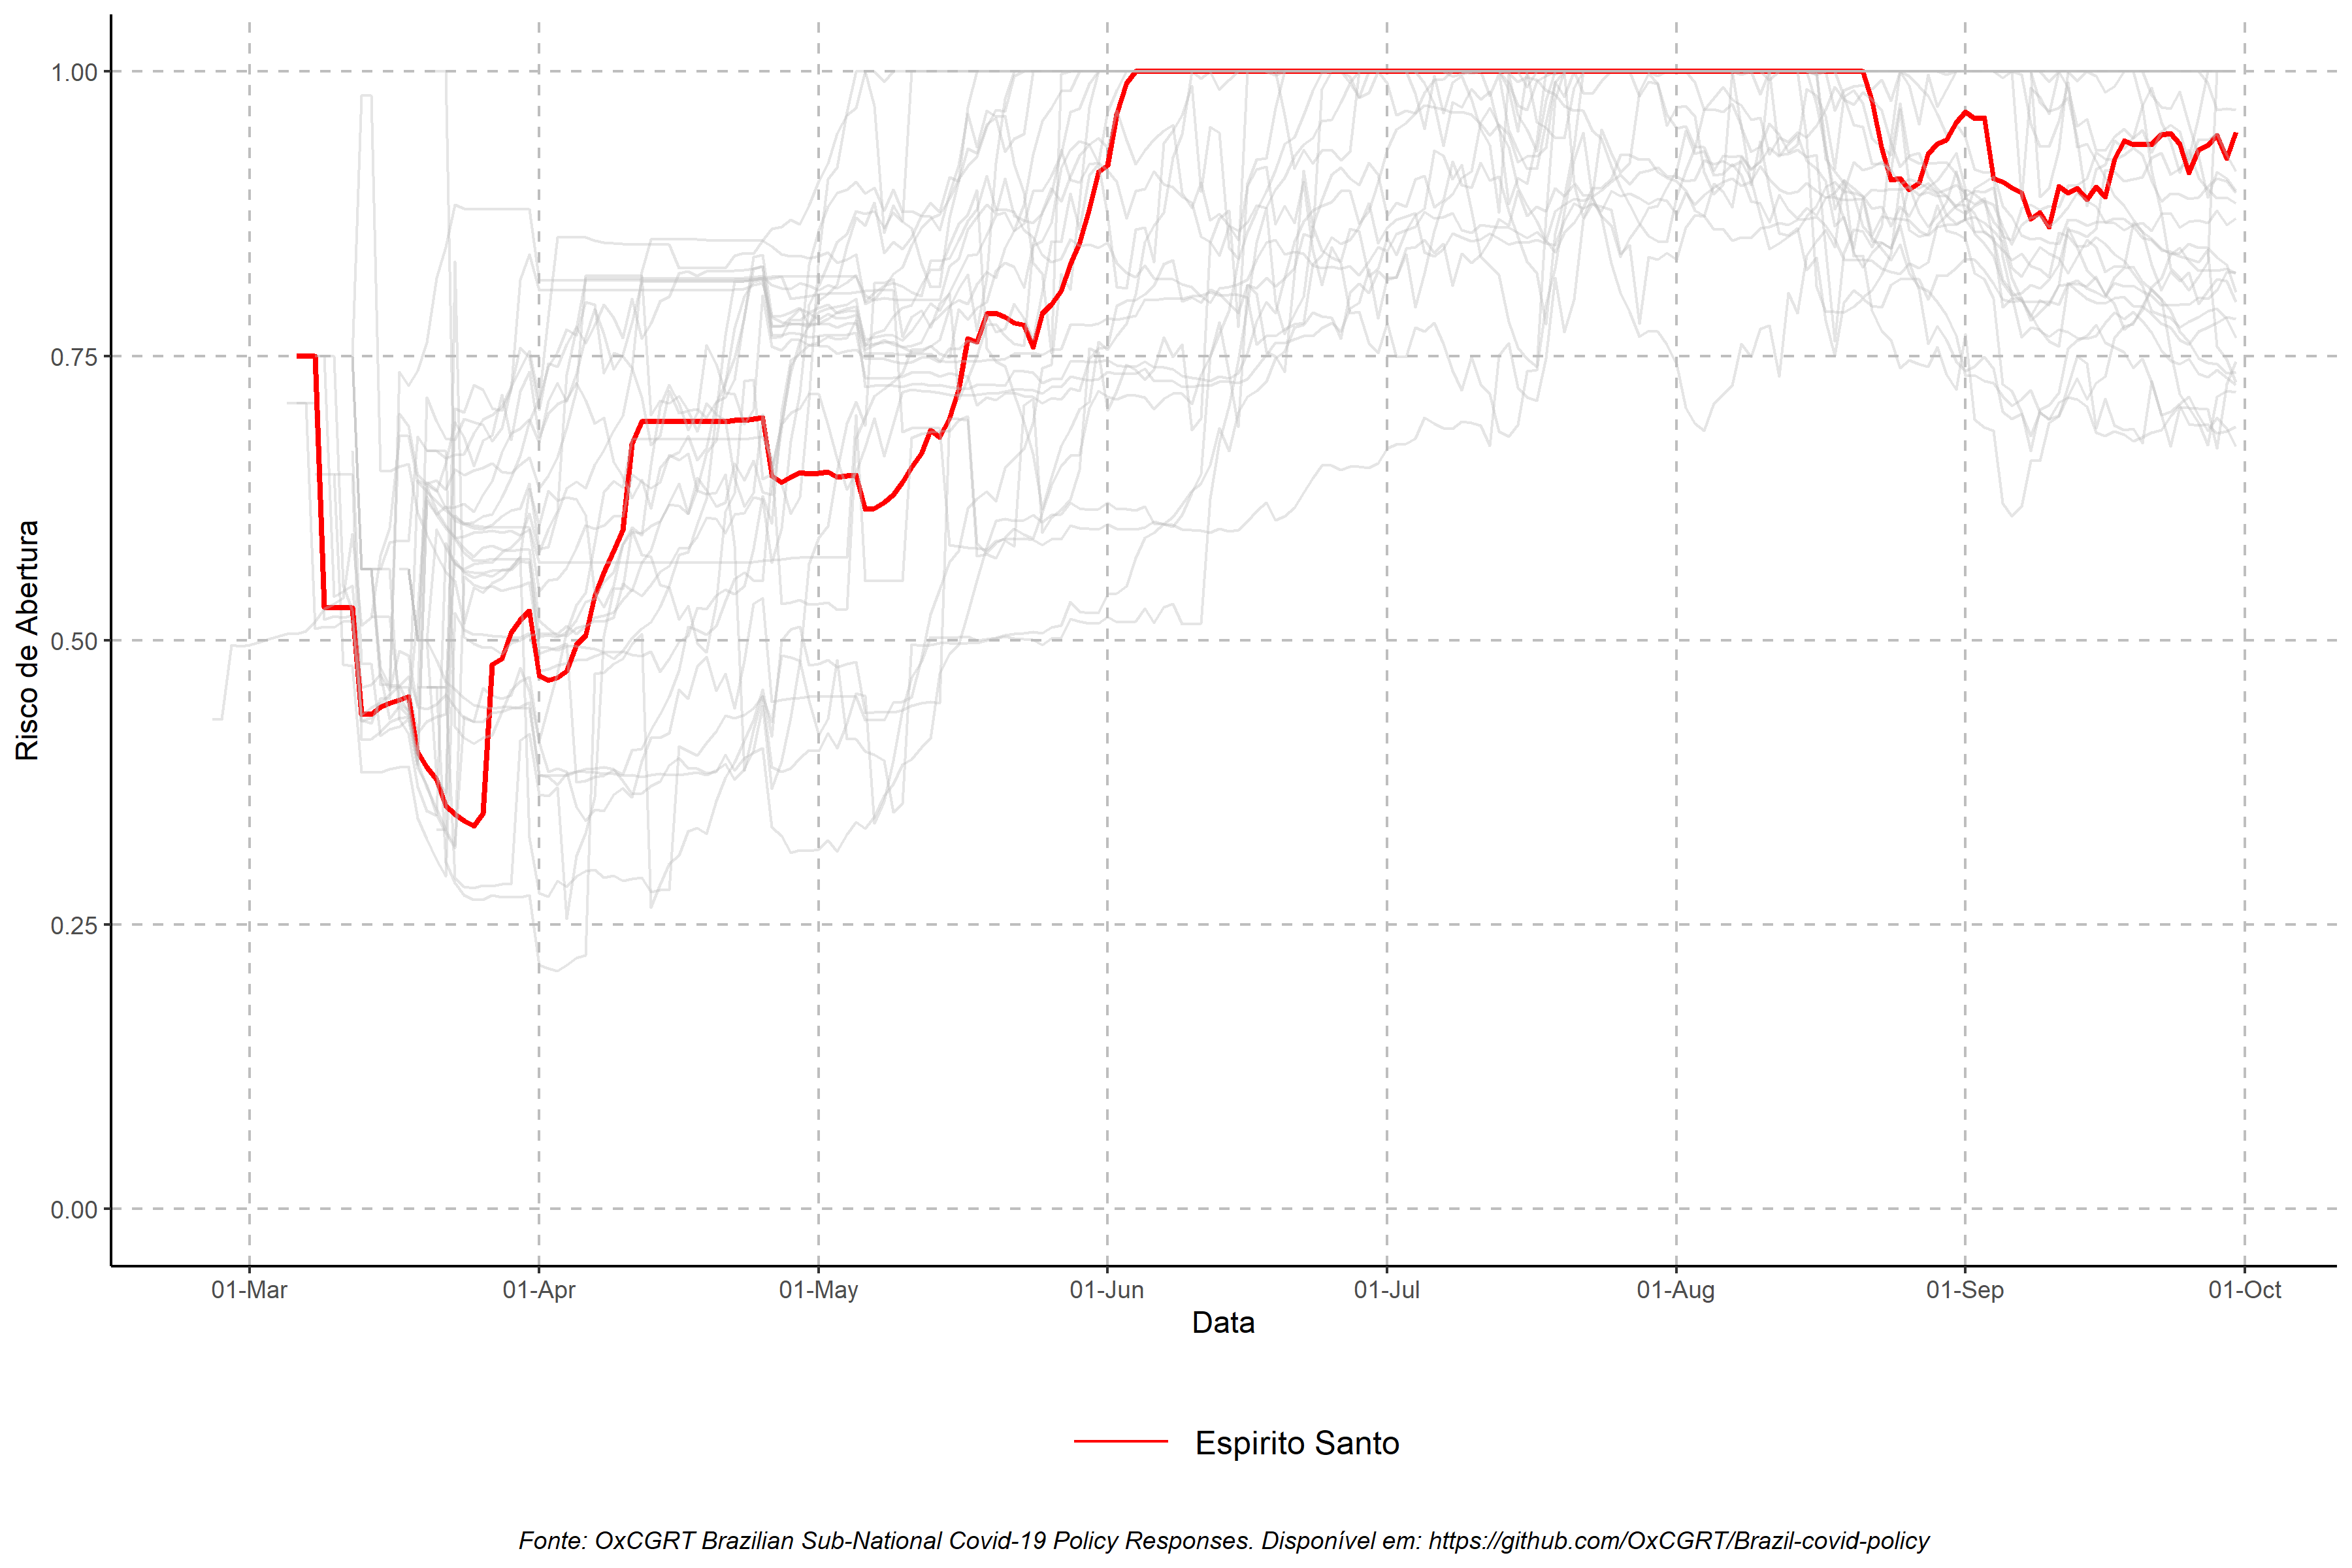 1.00
0.75
0.50
0.25
0.00
Risco de Abertura
01-Mar 01-Apr 01-May 01-Jun 01-Jul 01-Aug 01-Sep 01-Oct
Data
Espirito Santo
Fonte: OxCGRT Brazilian Sub-National Covid-19 Policy Responses. Disponível em: https://github.com/OxCGRT/Brazil-covid-policy